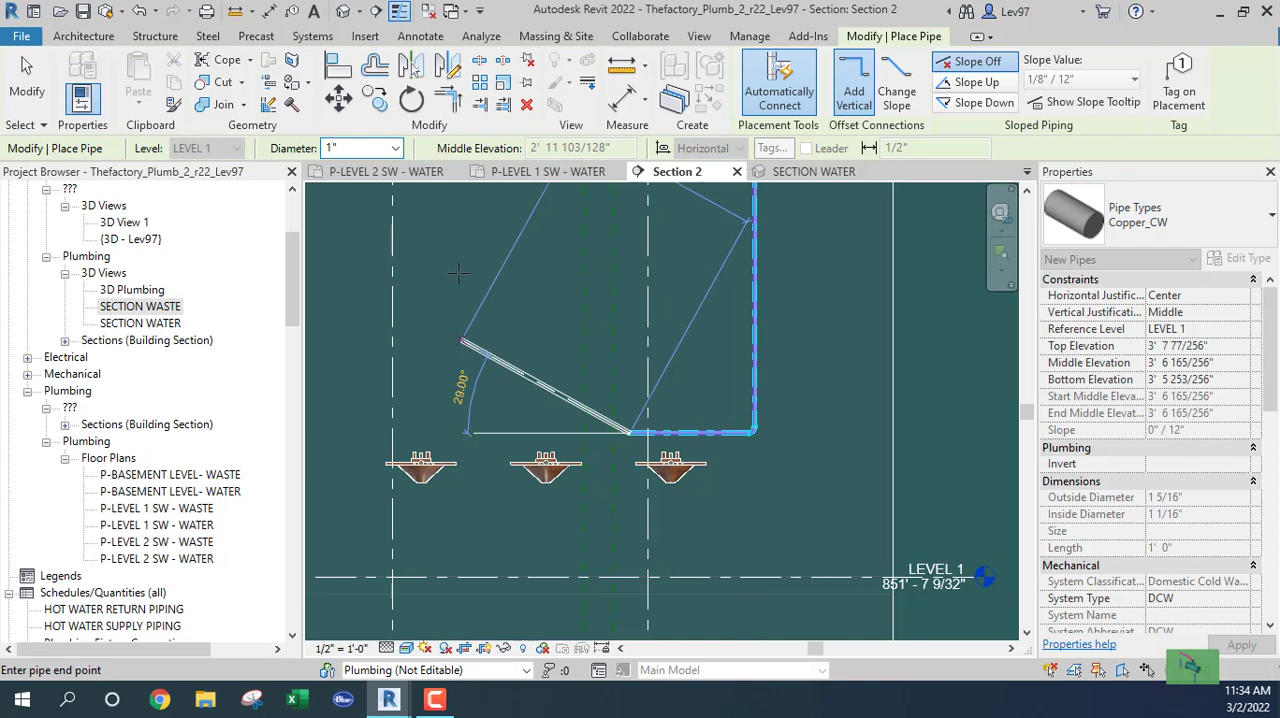 Autodesk Revit 2022 - Thefactory_Plumb_2_r22_Lev97 - Section: Section 2
Lev97
File Architecture Structure Steel Precast Systems Insert Annotate Analyze Massing & Site Collaborate View Manage Add-Ins Modify | Place Pipe
Modify
Select
Properties
Paste
Clipboard
Cope
Cut
Join
Geometry
Modify
View
Measure
Create
Automatically
Connect
Placement Tools
Add
Vertical
Change
Slope
Offset Connections
Slope Off
Slope Up
Slope Down
Slope Value:
1/8" / 12"
Show Slope Tooltip
Sloped Piping
Tag on
Placement
Tag
Modify | Place Pipe Level: LEVEL 1 Diameter: 1" Middle Elevation: 2' 11 103/128" Horizontal Tags... Leader 1/2"
Project Browser - Thefactory_Plumb_2_r22_Lev97
???
3D Views
3D View 1
{3D - Lev97}
Plumbing
3D Views
3D Plumbing
SECTION WASTE
SECTION WATER
Sections (Building Section)
Electrical
Mechanical
Plumbing
???
Sections (Building Section)
Plumbing
Floor Plans
P-BASEMENT LEVEL- WASTE
P-BASEMENT LEVEL- WATER
P-LEVEL 1 SW - WASTE
P-LEVEL 1 SW - WATER
P-LEVEL 2 SW - WASTE
P-LEVEL 2 SW - WATER
Legends
Schedules/Quantities (all)
HOT WATER RETURN PIPING
HOT WATER SUPPLY PIPING
P-LEVEL 2 SW - WATER P-LEVEL 1 SW - WATER Section 2 SECTION WATER
29.00°
LEVEL 1
851' - 7 9/32"
Properties
Pipe Types
Copper_CW
New Pipes Edit Type
Constraints
Horizontal Justific... Center
Vertical Justificati... Middle
Reference Level LEVEL 1
Top Elevation 3' 7 77/256"
Middle Elevation 3' 6 165/256"
Bottom Elevation 3' 5 253/256"
Start Middle Elevat... 3' 6 165/256"
End Middle Elevat... 3' 6 165/256"
Slope 0" / 12"
Plumbing
Invert
Dimensions
Outside Diameter 1 5/16"
Inside Diameter 1 1/16"
Size
Length 1' 0"
Mechanical
System Classificat... Domestic Cold Wa...
System Type DCW
System Name
Properties help Apply
1/2" = 1'-0"
Enter pipe end point Plumbing (Not Editable) :0 Main Model
11:34 AM
3/2/2022